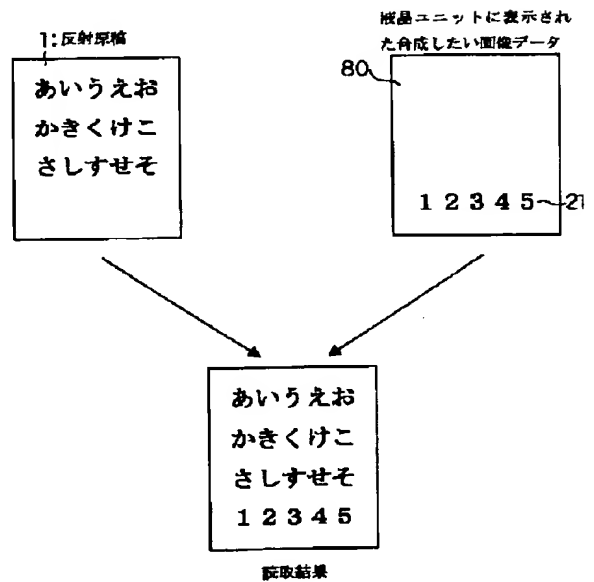 1:反射原稿
あいうえお
かきくけこ
さしすせそ
液晶ユニットに表示され
た合成したい画像データ
80
1 2 3 4 5
21
あいうえお
かきくけこ
さしすせそ
1 2 3 4 5
読取結果